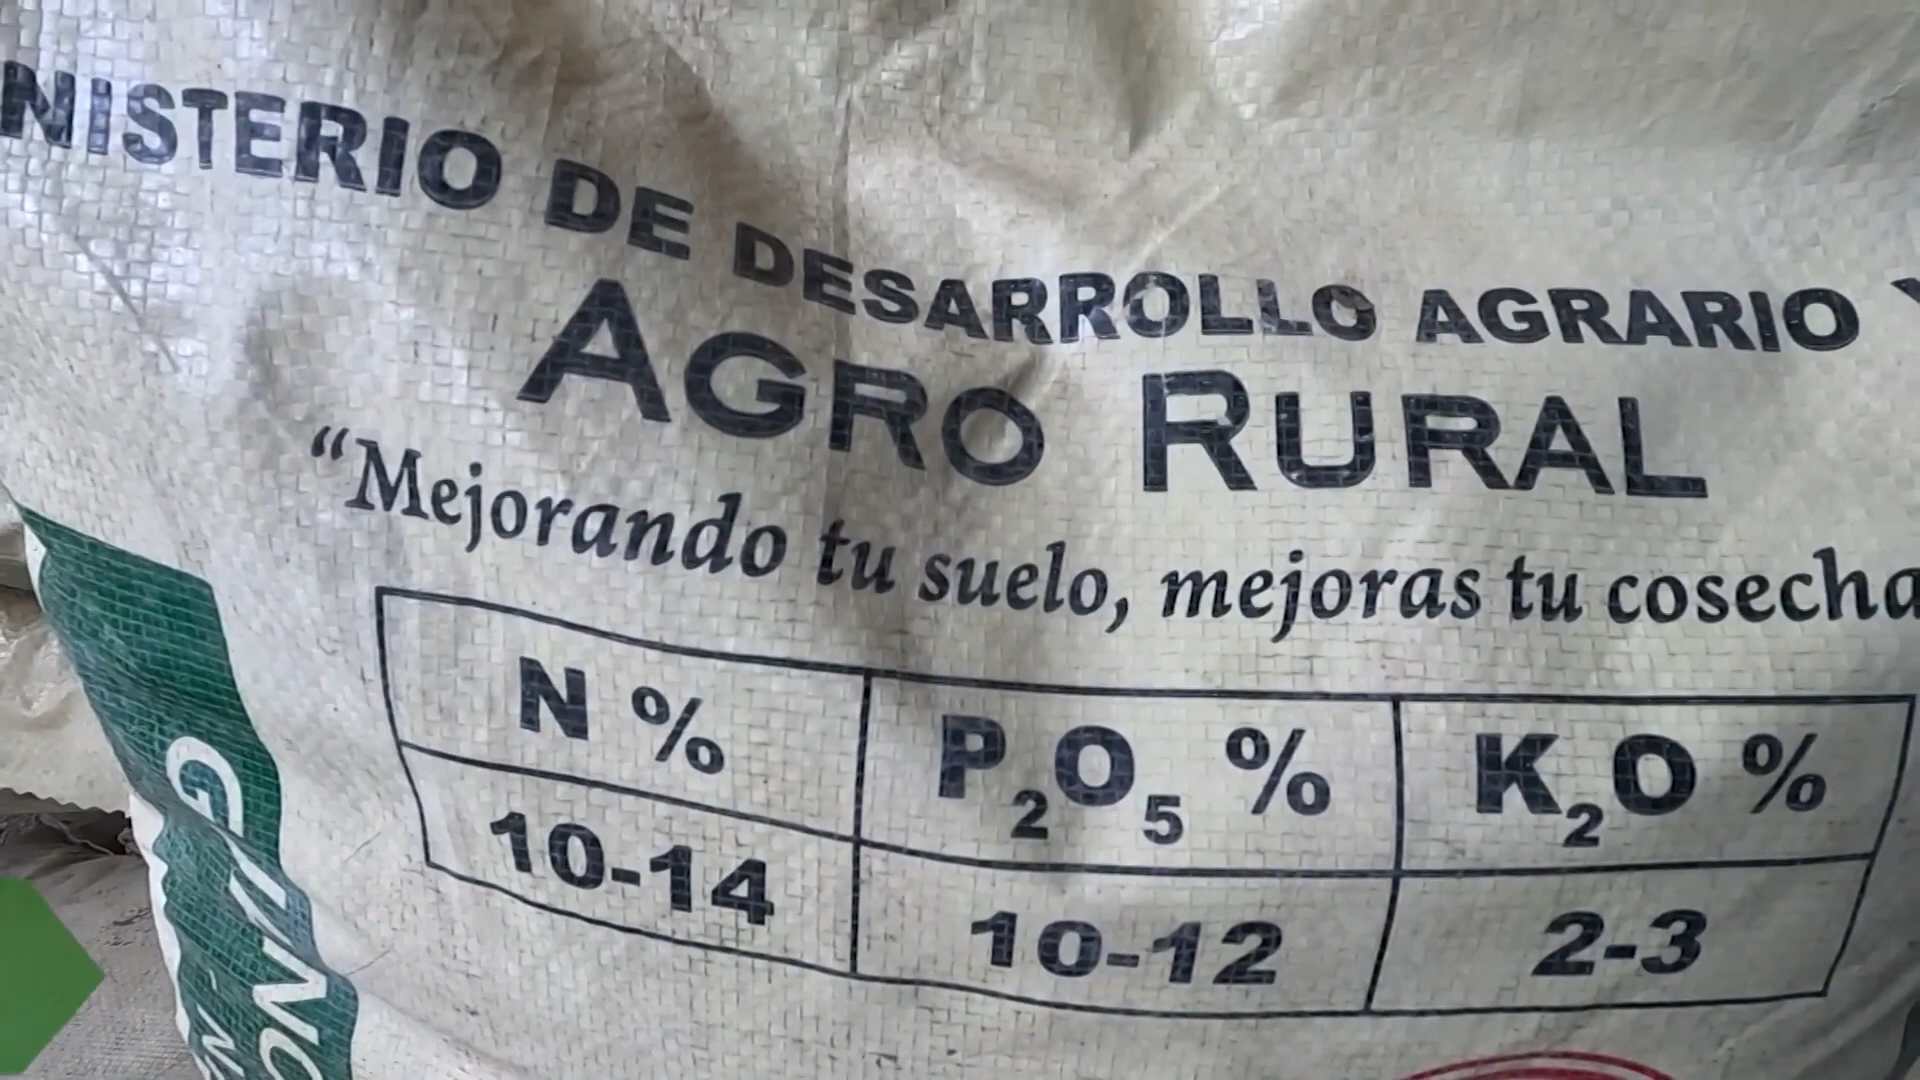 NISTERIO DE DESARROLLO AGRARIO Y
AGRO RURAL
“Mejorando tu suelo, mejoras tu cosecha
N % P₂O₅ % K₂O %
10-14 10-12 2-3